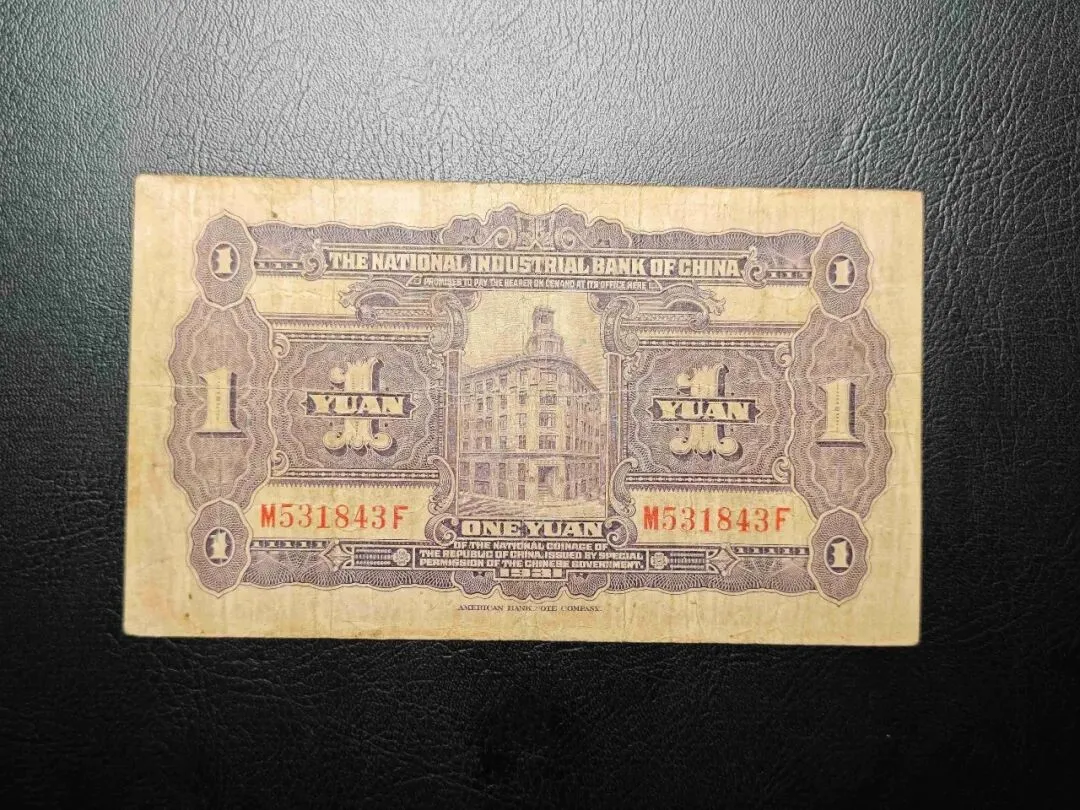 THE NATIONAL INDUSTRIAL BANK OF CHINA
PROMISES TO PAY THE BEARER ON DEMAND AT ITS OFFICE HERE
1 1
1 1 YUAN 1 YUAN 1
M531843F M531843F
ONE YUAN
1 1
OF THE NATIONAL COINAGE OF
THE REPUBLIC OF CHINA. ISSUED BY SPECIAL
PERMISSION OF THE CHINESE GOVERNMENT.
1931
AMERICAN BANK NOTE COMPANY.